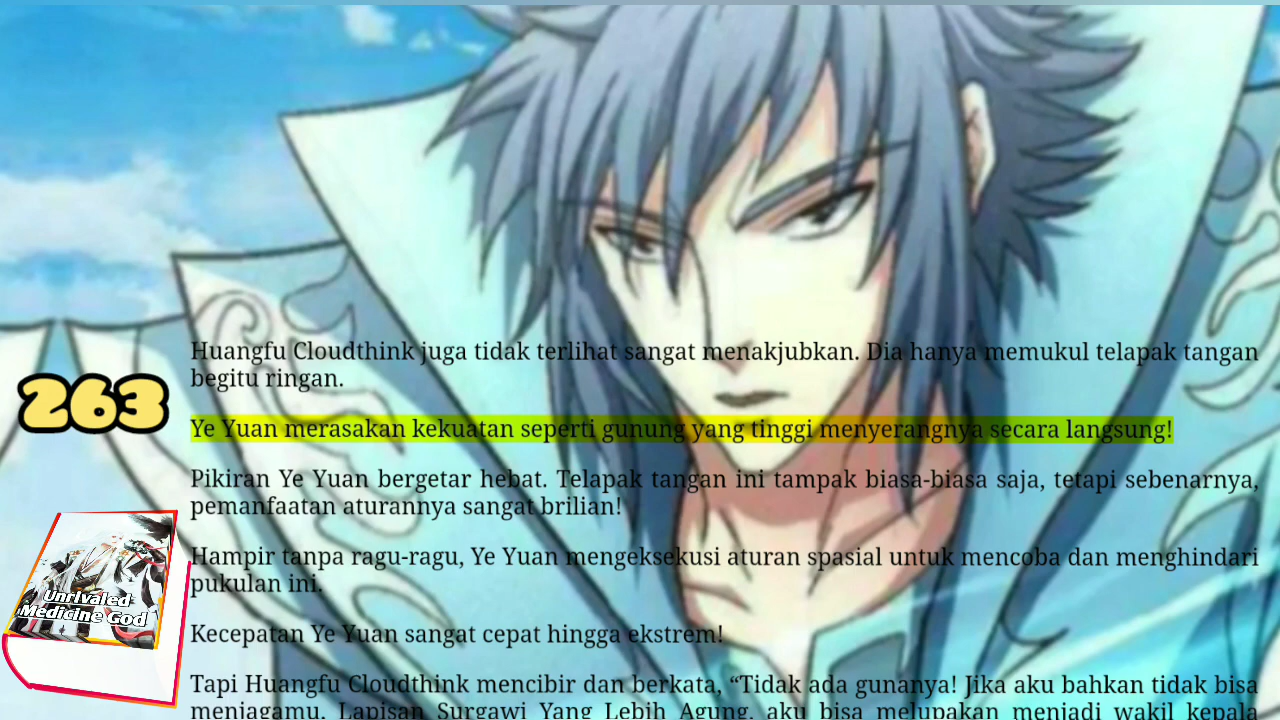 Huangfu Cloudthink juga tidak terlihat sangat menakjubkan. Dia hanya memukul telapak tangan
begitu ringan.
263
Ye Yuan merasakan kekuatan seperti gunung yang tinggi menyerangnya secara langsung!
Pikiran Ye Yuan bergetar hebat. Telapak tangan ini tampak biasa-biasa saja, tetapi sebenarnya,
pemanfaatan aturannya sangat brilian!
Hampir tanpa ragu-ragu, Ye Yuan mengeksekusi aturan spasial untuk mencoba dan menghindari
pukulan ini.
Unrivaled
Medicine God
Kecepatan Ye Yuan sangat cepat hingga ekstrem!
Tapi Huangfu Cloudthink mencibir dan berkata, “Tidak ada gunanya! Jika aku bahkan tidak bisa
menjagamu, Lapisan Surgawi Yang Lebih Agung, aku bisa melupakan menjadi wakil kepala